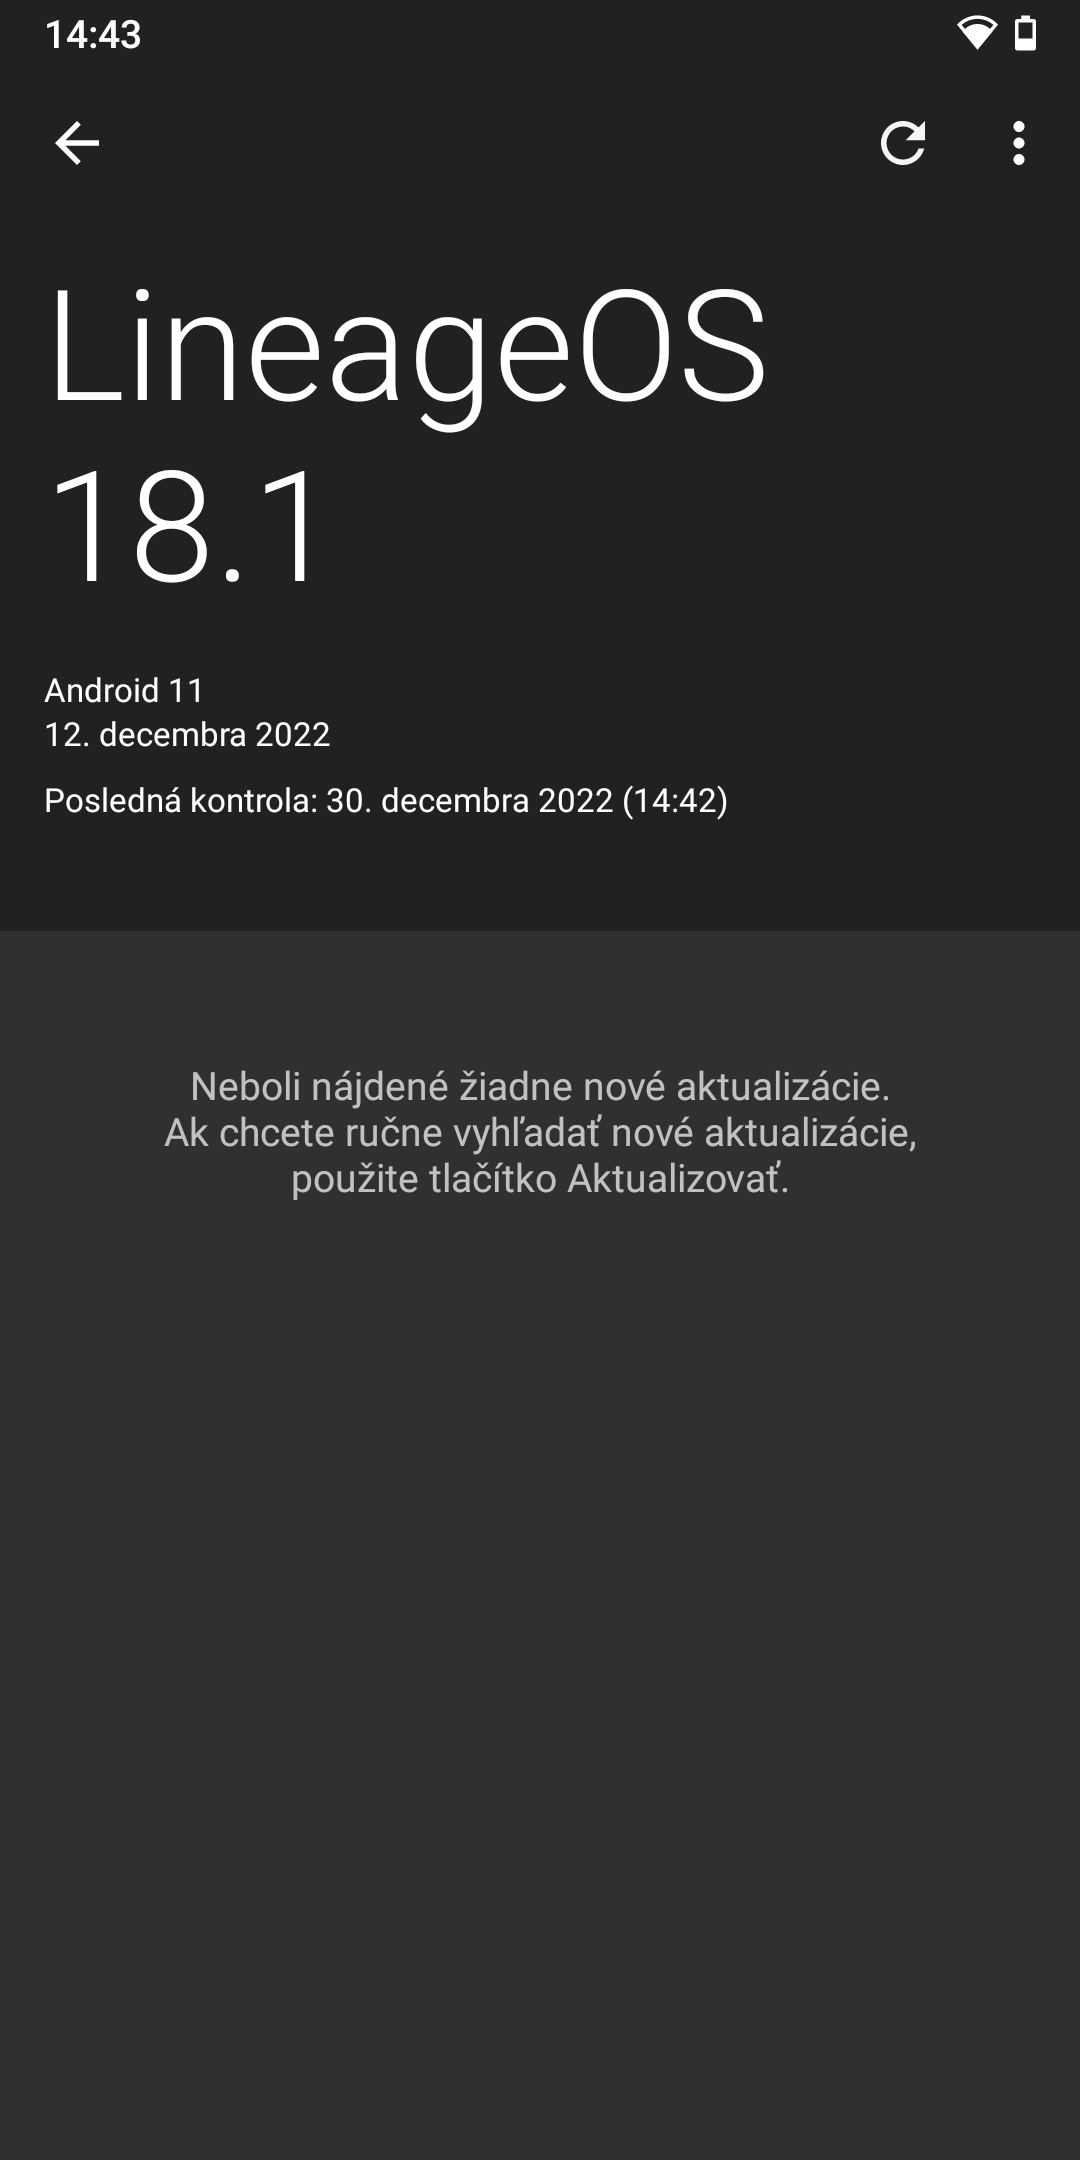 14:43
LineageOS
18.1
Android 11
12. decembra 2022
Posledná kontrola: 30. decembra 2022 (14:42)
Neboli nájdené žiadne nové aktualizácie.
Ak chcete ručne vyhľadať nové aktualizácie,
použite tlačítko Aktualizovať.